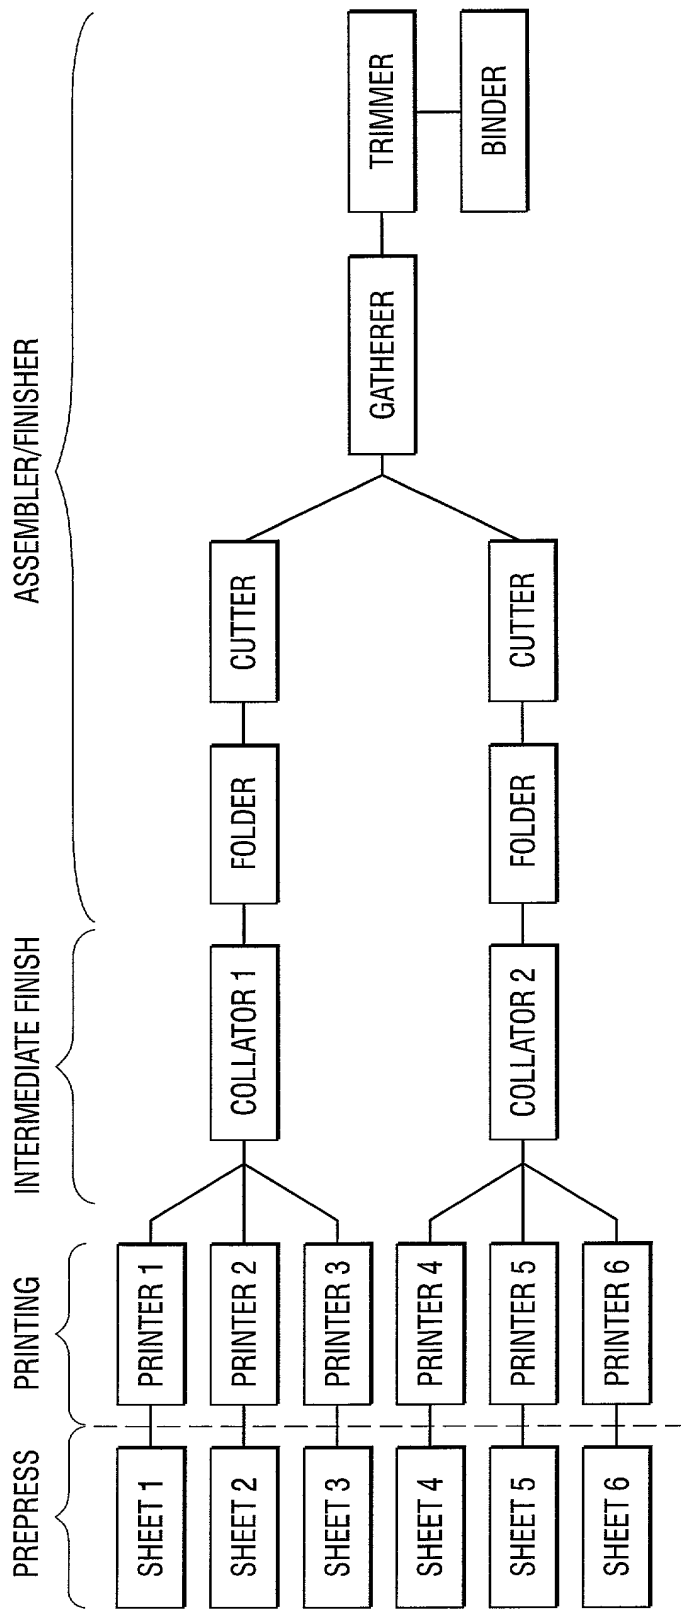 PREPRESS
PRINTING
INTERMEDIATE FINISH
ASSEMBLER/FINISHER
SHEET 1
PRINTER 1
SHEET 2
PRINTER 2
COLLATOR 1
FOLDER
CUTTER
SHEET 3
PRINTER 3
GATHERER
TRIMMER
SHEET 4
PRINTER 4
BINDER
SHEET 5
PRINTER 5
COLLATOR 2
FOLDER
CUTTER
SHEET 6
PRINTER 6